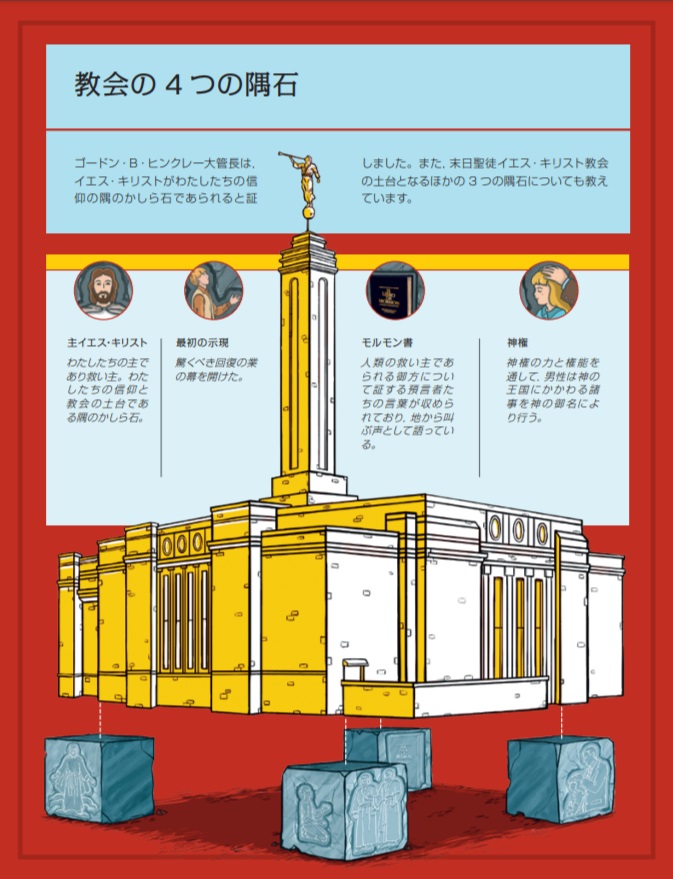 教会の4つの隅石
ゴードン・B・ヒンクレー大管長は,
イエス・キリストがわたしたちの信
仰の隅のかしら石であられると証
しました。また, 末日聖徒イエス・キリスト教会
の土台となるほかの3つの隅石についても教え
ています。
主イエス・キリスト
わたしたちの主で
あり救い主。わた
したちの信仰と
教会の土台であ
る隅のかしら石。
最初の示現
驚くべき回復の業
の幕を開けた。
モルモン書
人類の救い主であ
られる御方につい
て証する預言者た
ちの言葉が収めら
れており, 地から叫
ぶ声として語ってい
る。
神権
神権の力と権能を
通して, 男性は神の
王国にかかわる諸
事を神の御名によ
り行う。